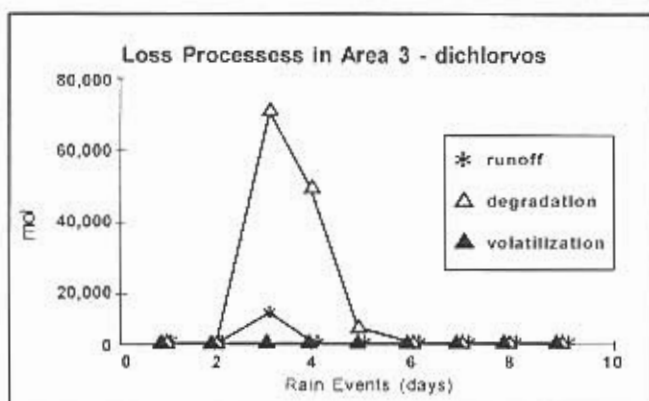 Loss Processess in Area 3 - dichlorvos
80,000
60,000
40,000
20,000
0
mol
0 2 4 6 8 10
Rain Events (days)
runoff
degradation
volatilization